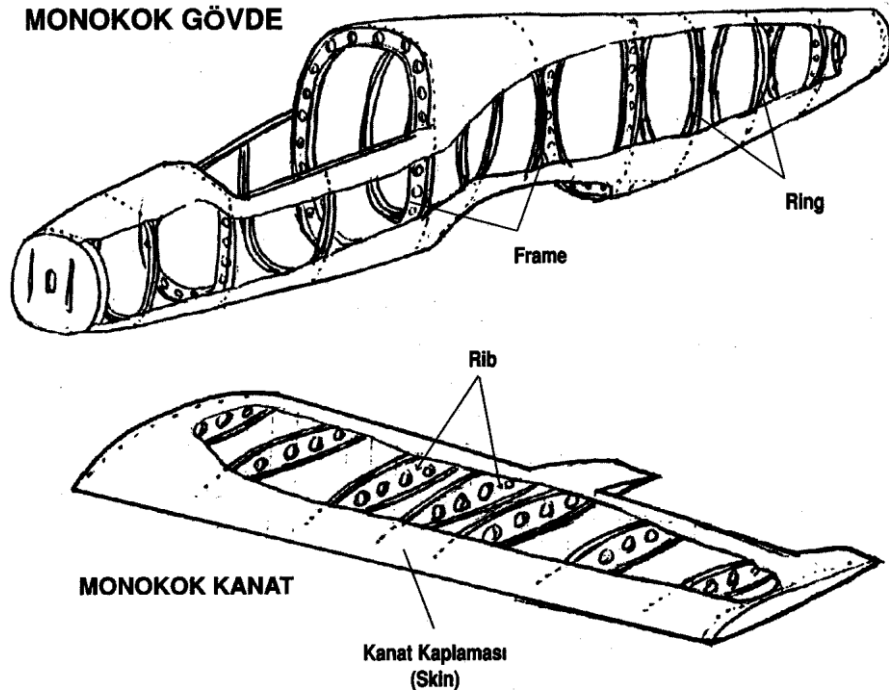 MONOKOK GÖVDE
Ring
Frame
Rib
MONOKOK KANAT
Kanat Kaplaması
(Skin)